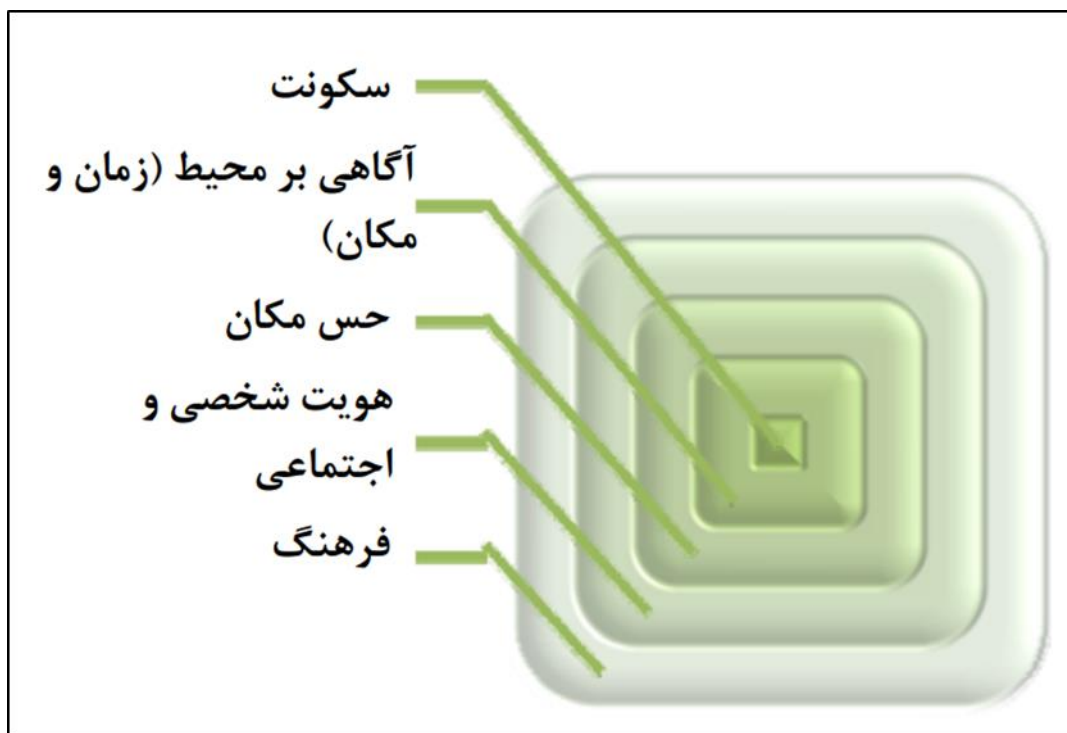 سکونت
آگاهی بر محیط (زمان و
مکان)
حس مکان
هویت شخصی و
اجتماعی
فرهنگ